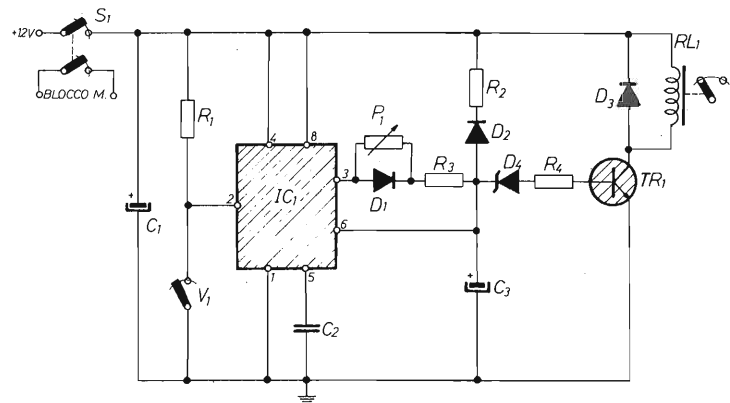 S1
+12V
RL1
BLOCCO M.
R1
R2
D3
P1
D2
4
8
3
R3
D4
R4
2
IC1
D1
TR1
C1
6
V1
1
5
C3
C2